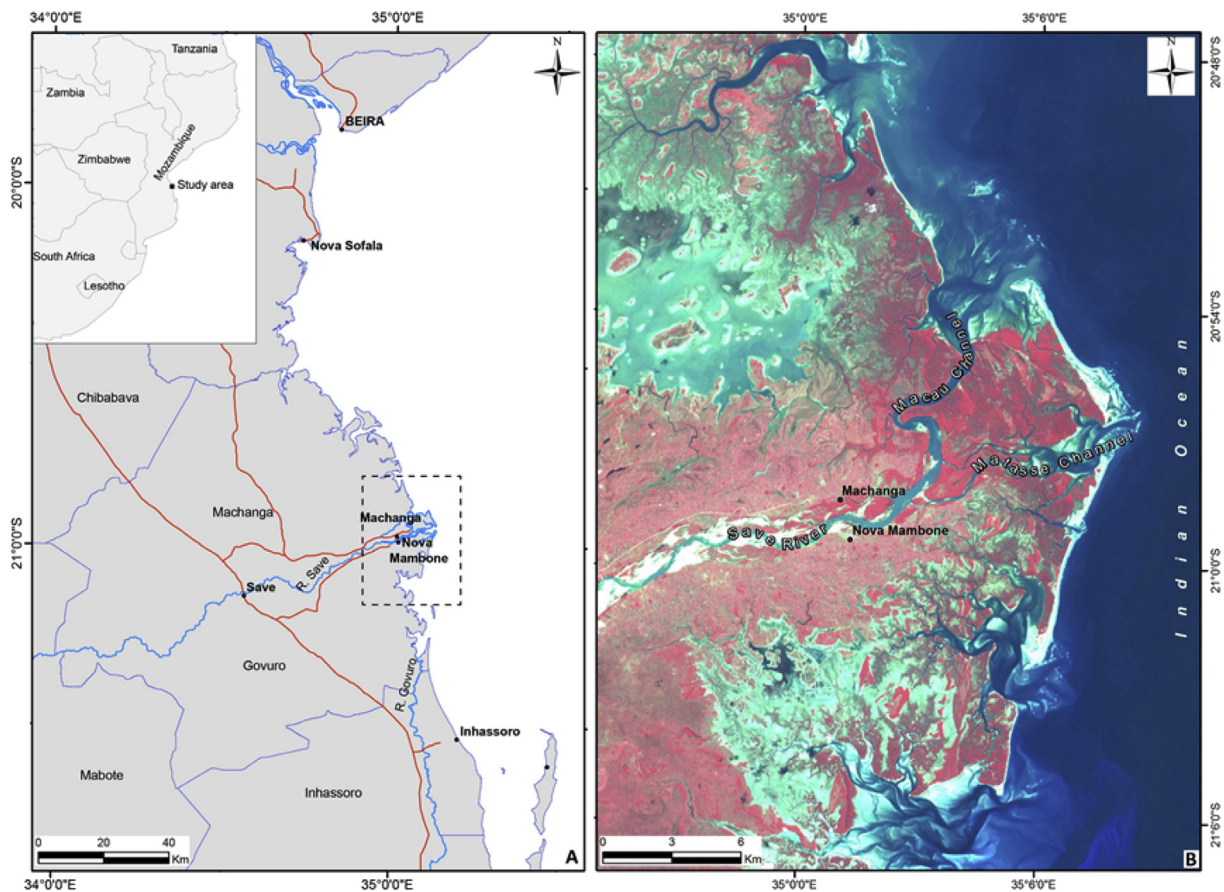 34°0'0"E
35°0'0"E
Tanzania
Zambia
Zimbabwe
Mozambique
Study area
South Africa
Lesotho
N
BEIRA
20°0'0"S
Nova Sofala
Chibabava
Machanga
Machanga
Nova
Mambone
21°0'0"S
R. Save
Save
Govuro
R. Govuro
Inhassoro
Mabote
Inhassoro
0 20 40
Km
A
34°0'0"E
35°0'0"E
35°0'0"E
35°6'0"E
N
20°48'0"S
20°54'0"S
Macau Channel
Mafasse Channel
Machanga
Save River
Nova Mambone
Indian Ocean
21°0'0"S
21°6'0"S
0 3 6
Km
B
35°0'0"E
35°6'0"E